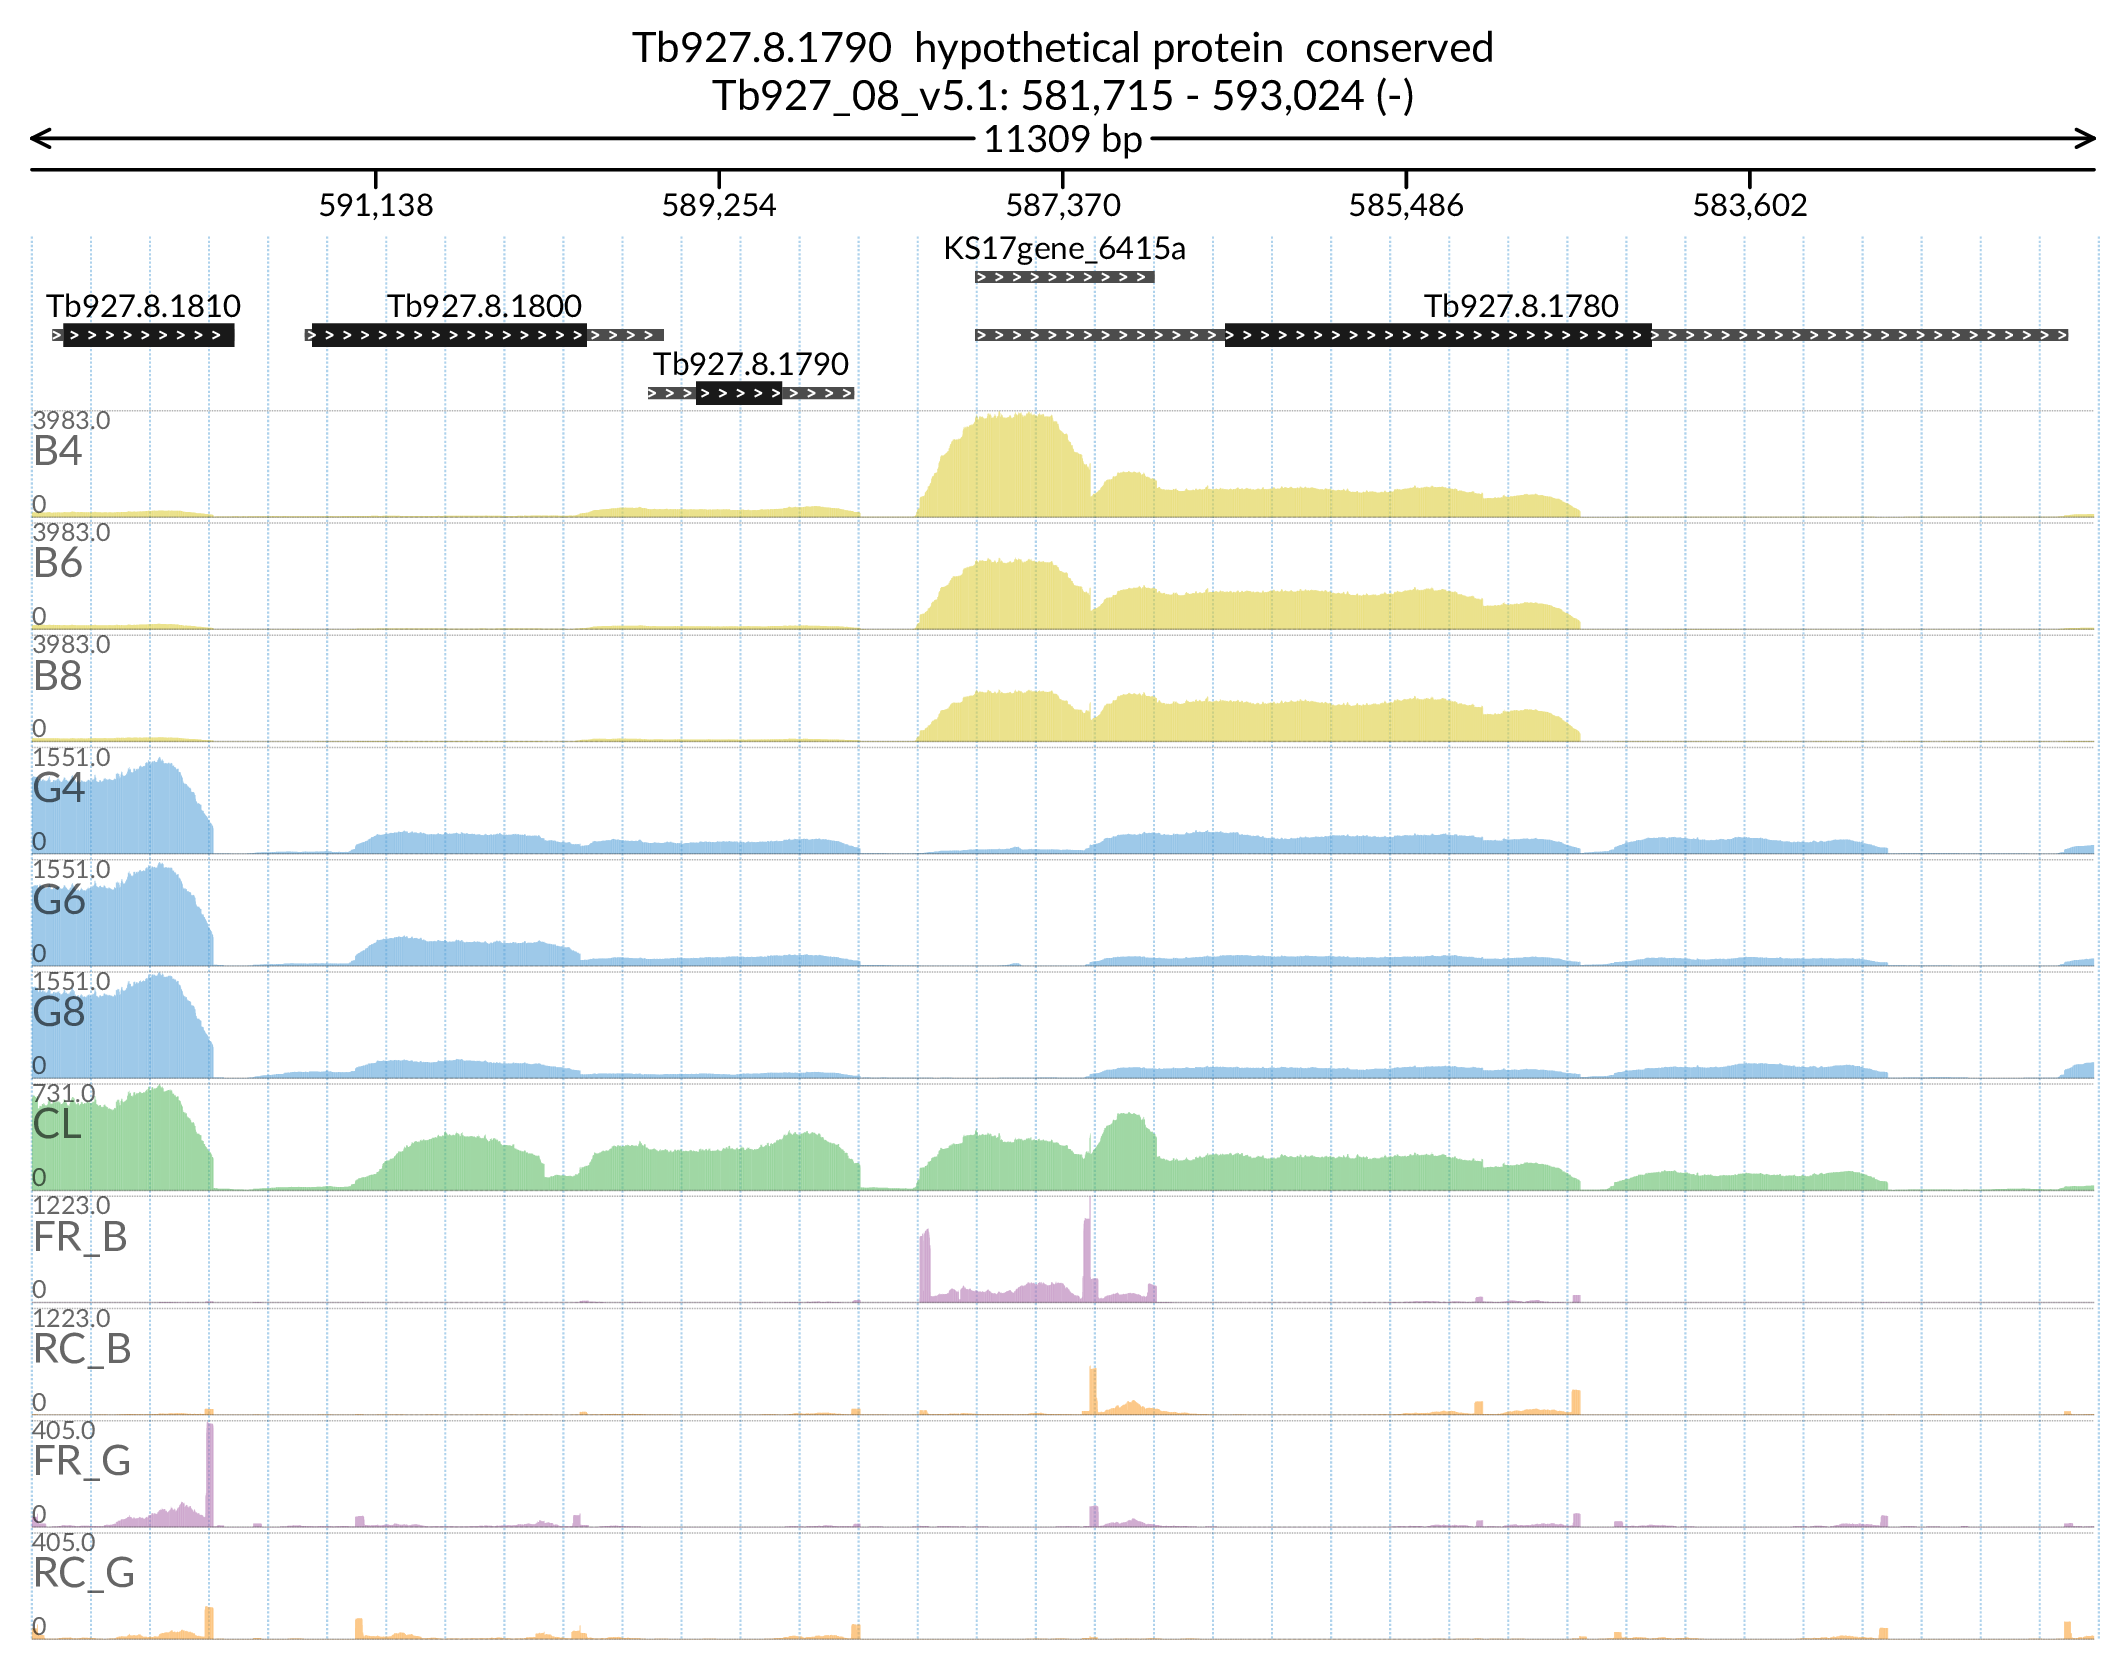 Tb927.8.1790  hypothetical protein  conserved
Tb927_08_v5.1: 581,715 - 593,024 (-)
11309 bp
591,138 589,254 587,370 585,486 583,602
KS17gene_6415a
Tb927.8.1810 Tb927.8.1800 Tb927.8.1780
Tb927.8.1790
3983.0
B4
0
3983.0
B6
0
3983.0
B8
0
1551.0
G4
0
1551.0
G6
0
1551.0
G8
0
731.0
CL
0
1223.0
FR_B
0
1223.0
RC_B
0
405.0
FR_G
0
405.0
RC_G
0